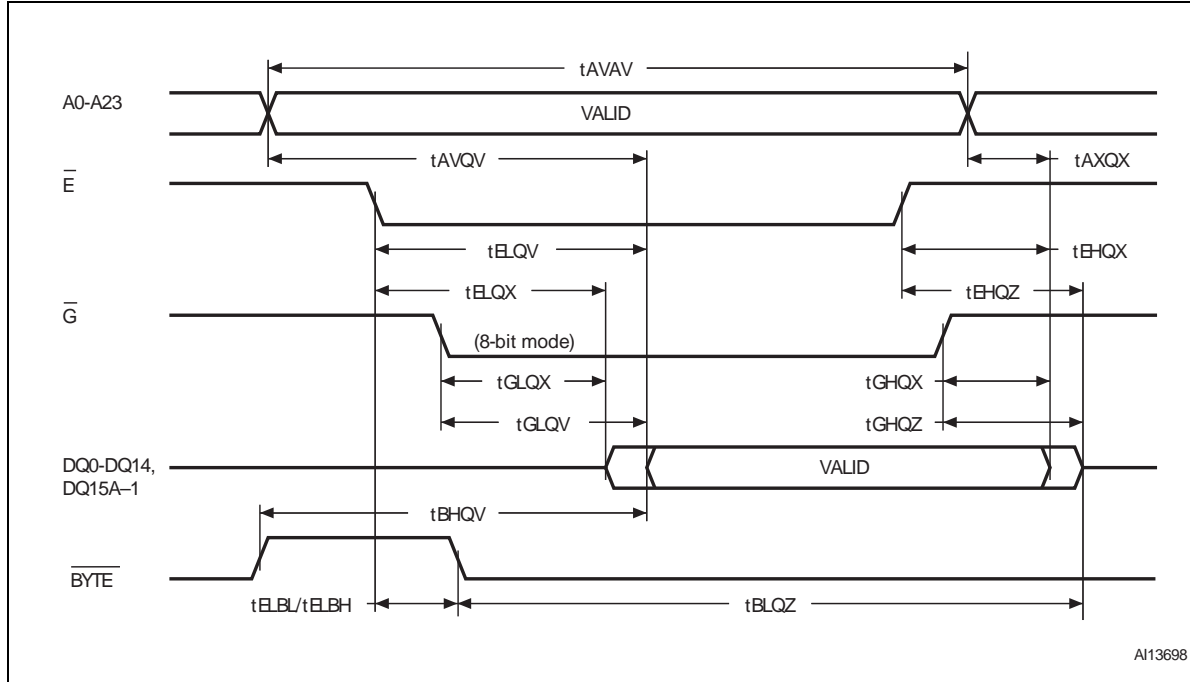 tAVAV
A0-A23
VALID
tAVQV
tAXQX
E
tELQV
tEHQX
tELQX
tEHQZ
G
(8-bit mode)
tGLQX
tGHQX
tGLQV
tGHQZ
DQ0-DQ14,
DQ15A–1
VALID
tBHQV
BYTE
tELBL/tELBH
tBLQZ
AI13698